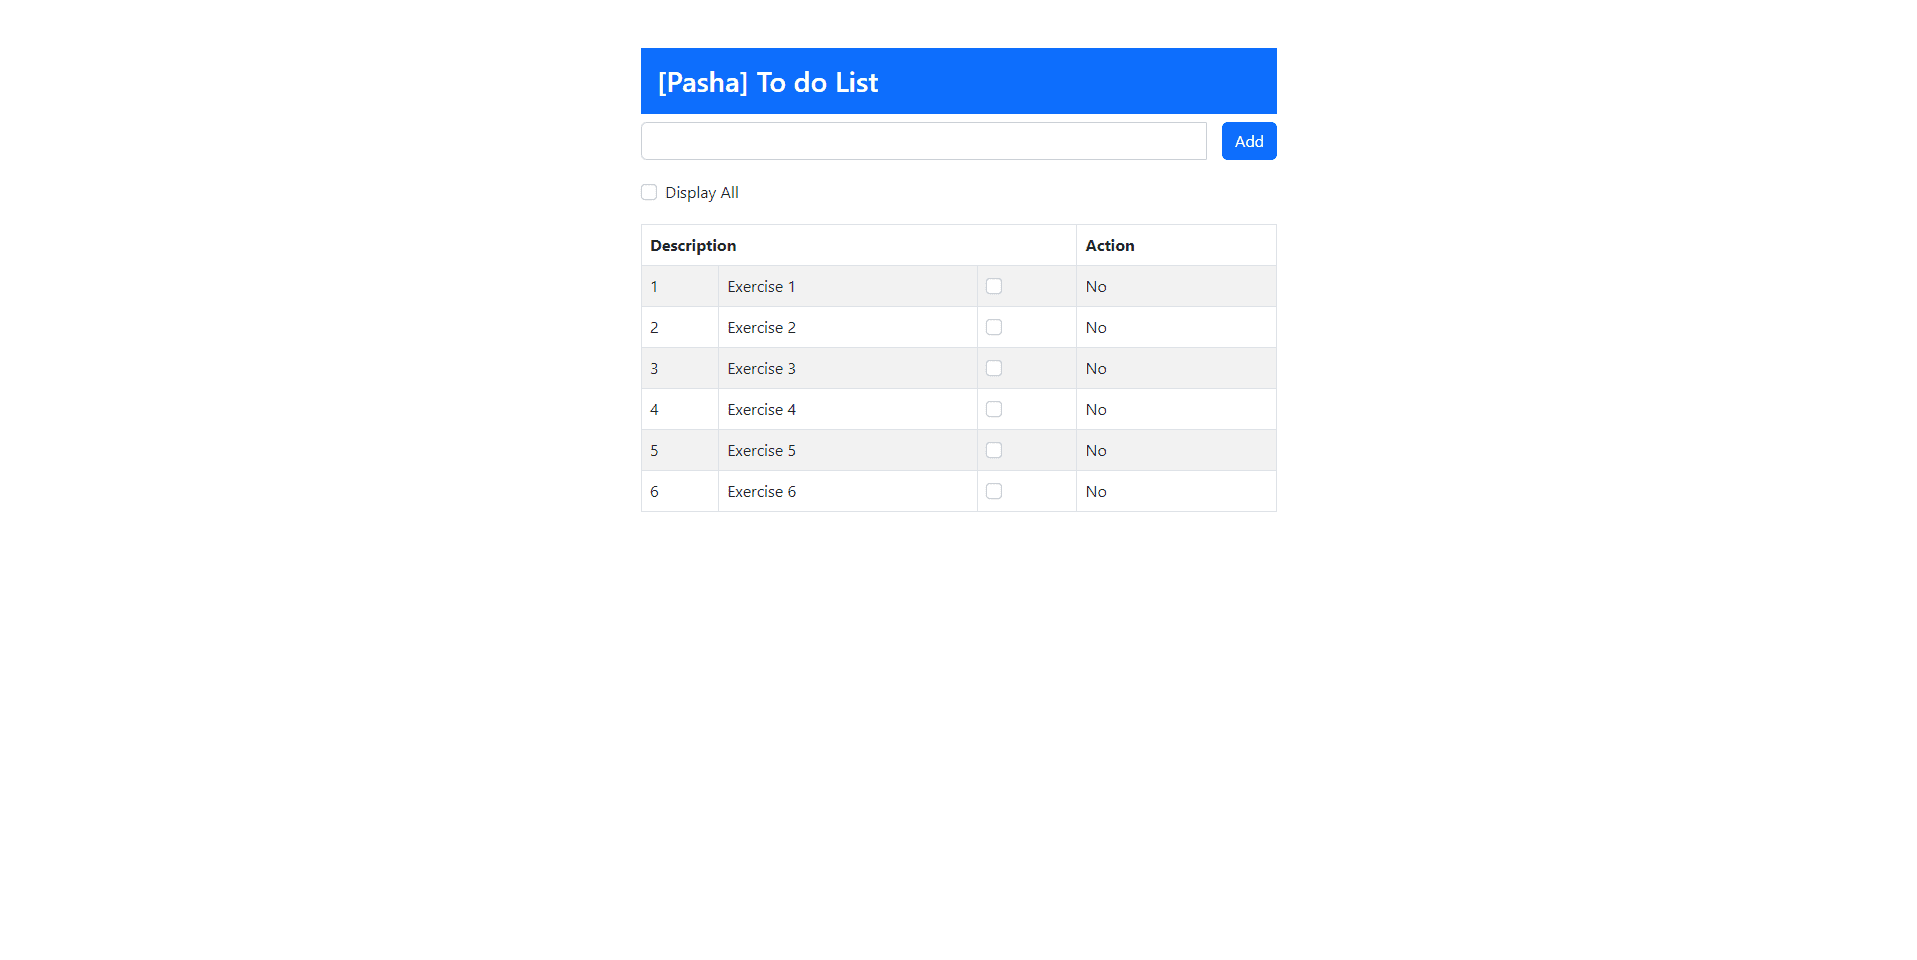 [Pasha] To do List
Add
Display All
Description Action
1 Exercise 1 No
2 Exercise 2 No
3 Exercise 3 No
4 Exercise 4 No
5 Exercise 5 No
6 Exercise 6 No